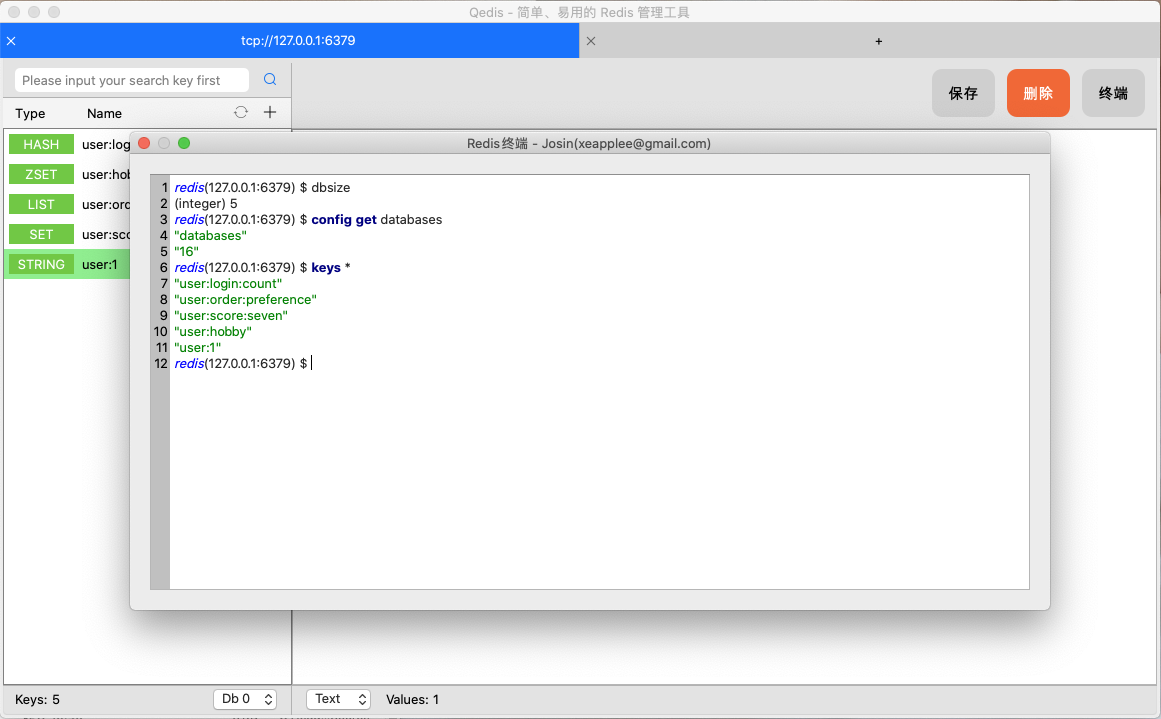 Qedis - 简单、易用的 Redis 管理工具
tcp://127.0.0.1:6379
+
Please input your search key first
保存
删除
终端
Type Name
HASH user:log
ZSET user:hob
LIST user:ord
SET user:sco
STRING user:1
Redis终端 - Josin(xeapplee@gmail.com)
1 redis(127.0.0.1:6379) $ dbsize
2 (integer) 5
3 redis(127.0.0.1:6379) $ config get databases
4 "databases"
5 "16"
6 redis(127.0.0.1:6379) $ keys *
7 "user:login:count"
8 "user:order:preference"
9 "user:score:seven"
10 "user:hobby"
11 "user:1"
12 redis(127.0.0.1:6379) $
Keys: 5
Db 0
Text
Values: 1